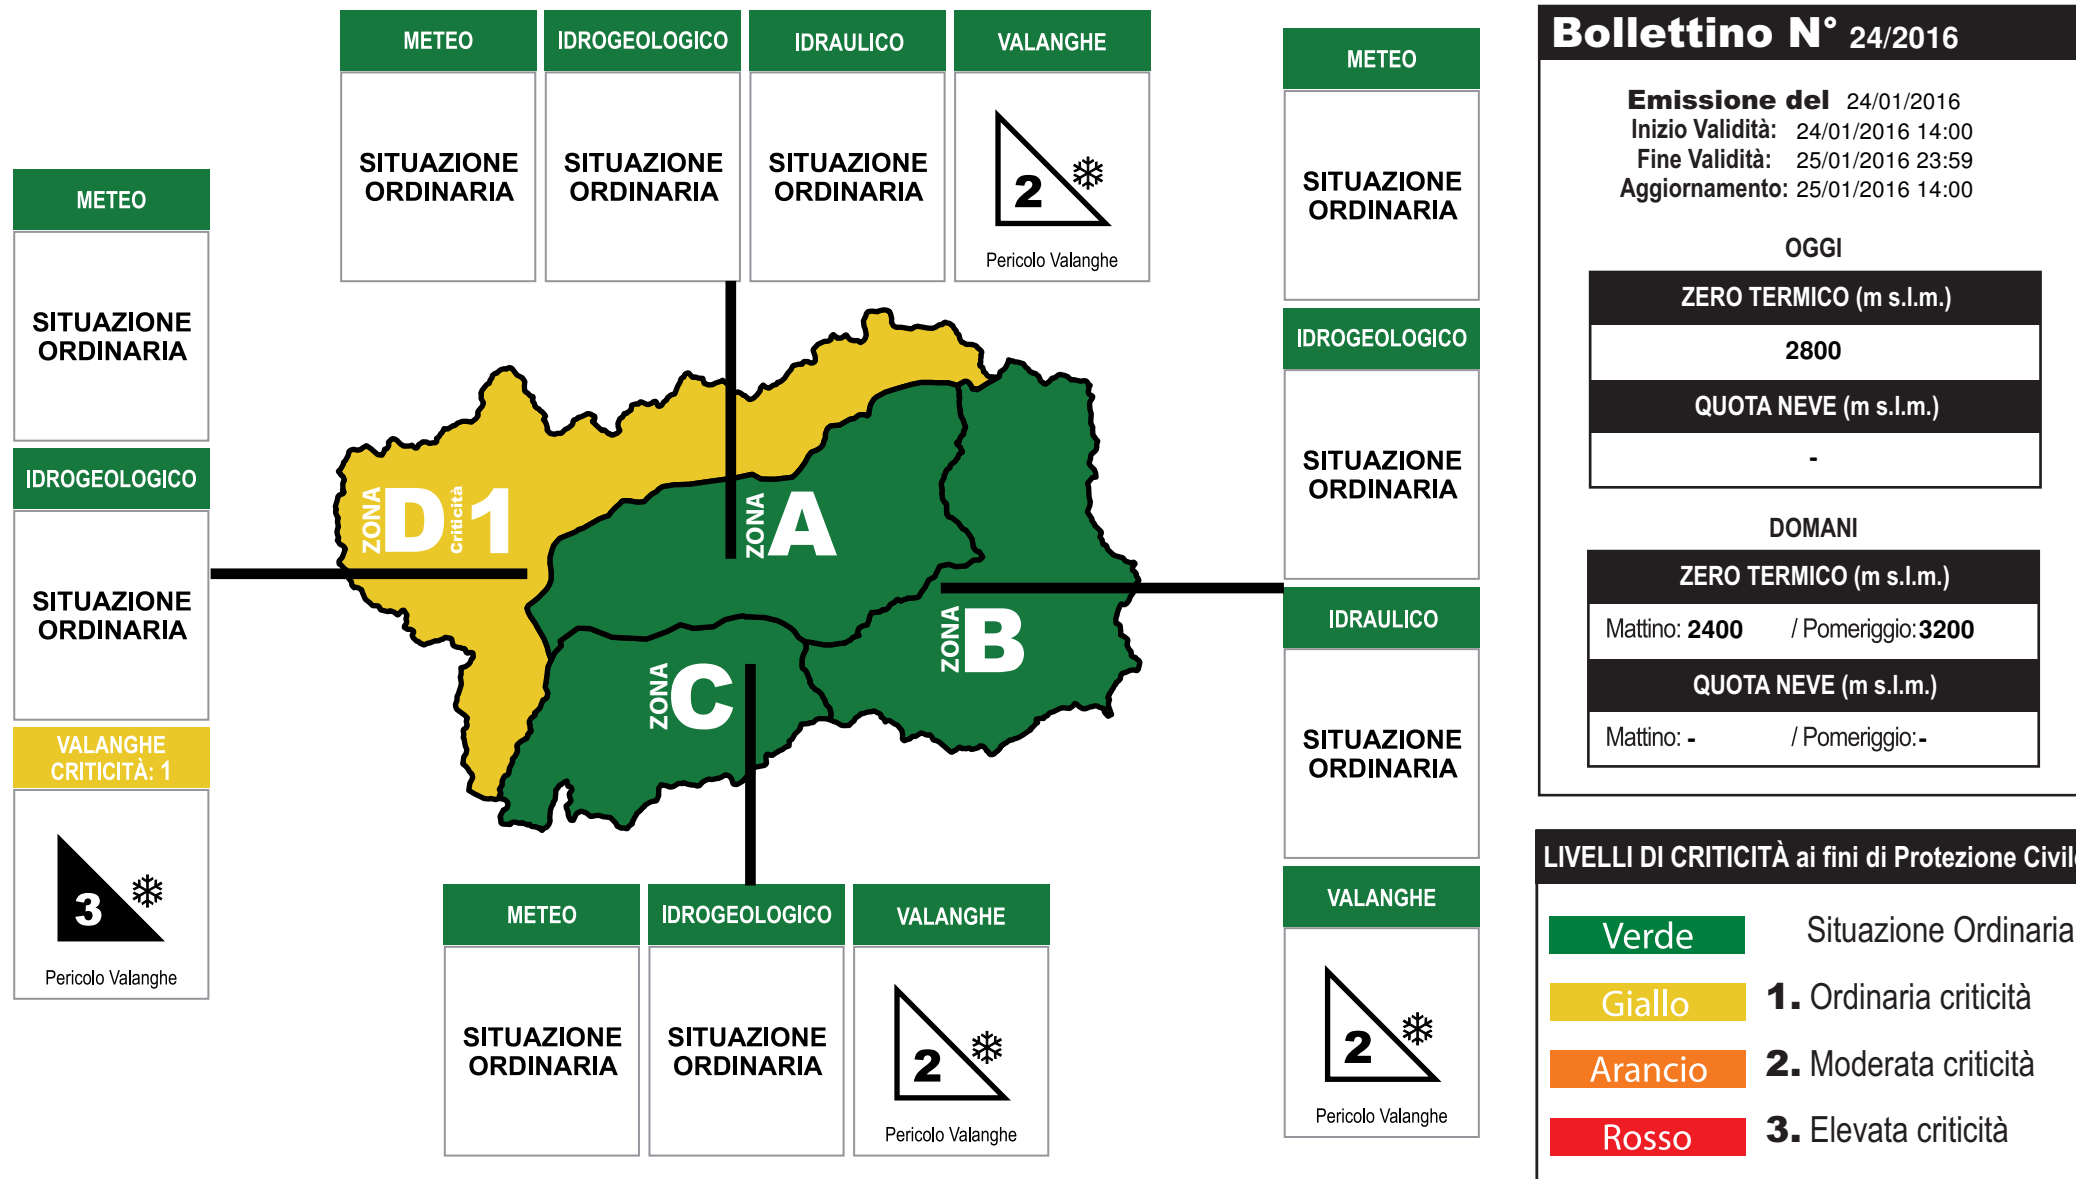 METEO
SITUAZIONE
ORDINARIA
IDROGEOLOGICO
SITUAZIONE
ORDINARIA
VALANGHE
CRITICITÀ: 1
3
Pericolo Valanghe
METEO
SITUAZIONE
ORDINARIA
IDROGEOLOGICO
SITUAZIONE
ORDINARIA
IDRAULICO
SITUAZIONE
ORDINARIA
VALANGHE
2
Pericolo Valanghe
ZONA D Criticità 1
ZONA A
ZONA B
ZONA C
METEO
SITUAZIONE
ORDINARIA
IDROGEOLOGICO
SITUAZIONE
ORDINARIA
VALANGHE
2
Pericolo Valanghe
METEO
SITUAZIONE
ORDINARIA
IDROGEOLOGICO
SITUAZIONE
ORDINARIA
IDRAULICO
SITUAZIONE
ORDINARIA
VALANGHE
2
Pericolo Valanghe
Bollettino N° 24/2016
Emissione del 24/01/2016
Inizio Validità: 24/01/2016 14:00
Fine Validità: 25/01/2016 23:59
Aggiornamento: 25/01/2016 14:00
OGGI
ZERO TERMICO (m s.l.m.)
2800
QUOTA NEVE (m s.l.m.)
-
DOMANI
ZERO TERMICO (m s.l.m.)
Mattino: 2400 / Pomeriggio: 3200
QUOTA NEVE (m s.l.m.)
Mattino: - / Pomeriggio: -
LIVELLI DI CRITICITÀ ai fini di Protezione Civile
Verde Situazione Ordinaria
Giallo 1. Ordinaria criticità
Arancio 2. Moderata criticità
Rosso 3. Elevata criticità